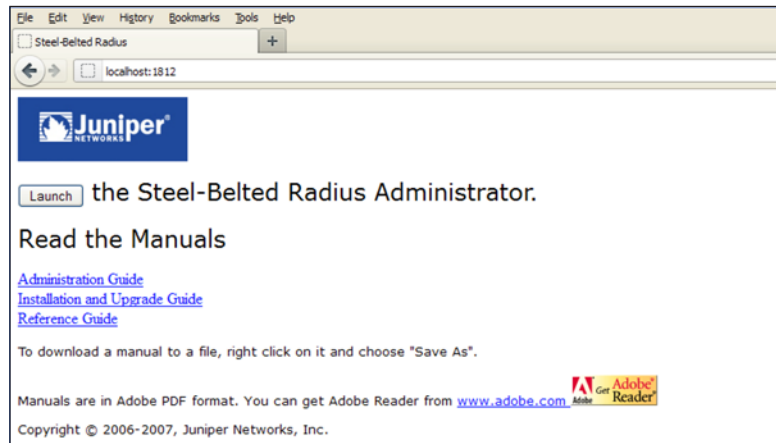 File Edit View History Bookmarks Tools Help
Steel-Belted Radius +
localhost:1812
Juniper®
NETWORKS
Launch the Steel-Belted Radius Administrator.
Read the Manuals
Administration Guide
Installation and Upgrade Guide
Reference Guide
To download a manual to a file, right click on it and choose "Save As".
Manuals are in Adobe PDF format. You can get Adobe Reader from www.adobe.com Adobe Get Adobe® Reader®
Copyright © 2006-2007, Juniper Networks, Inc.